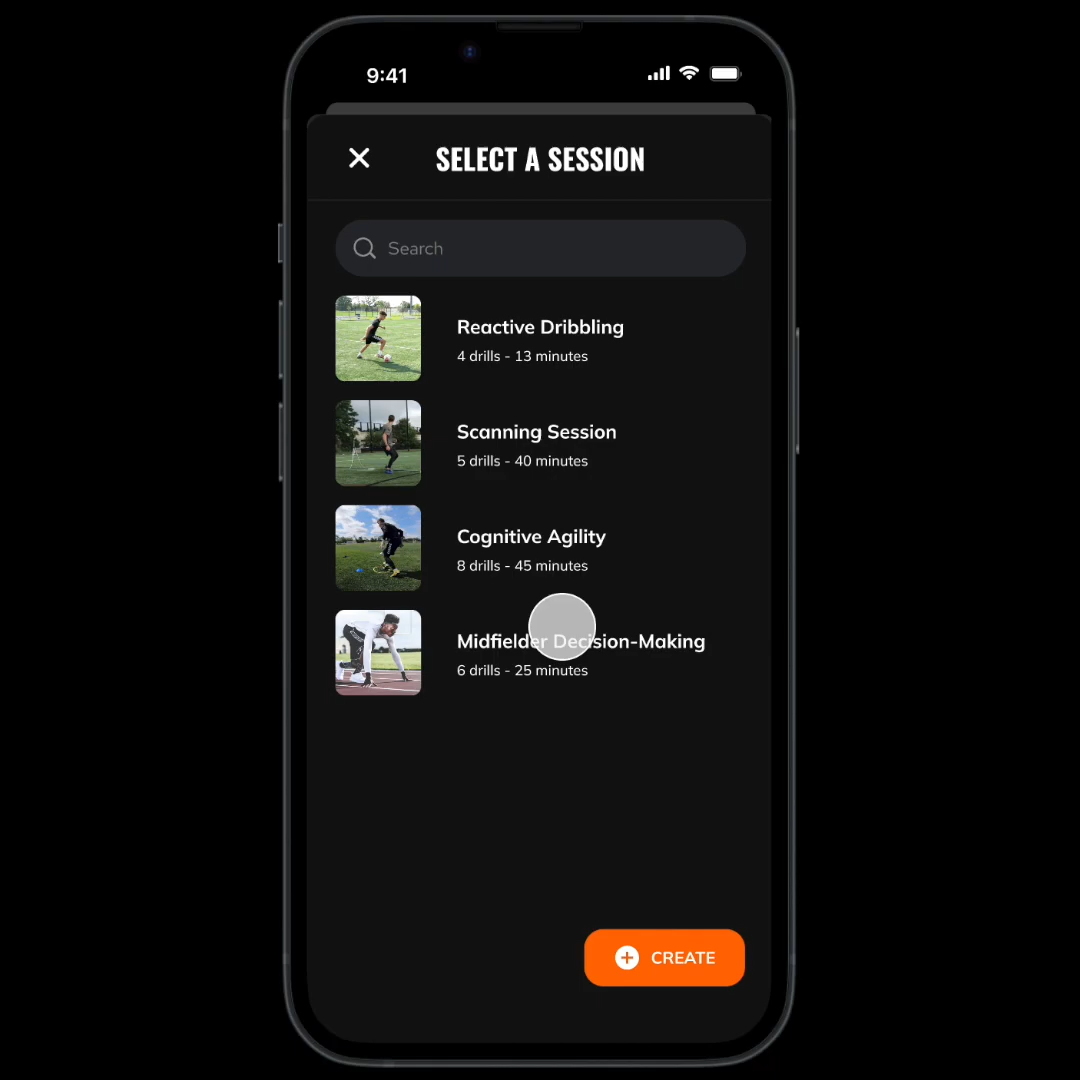 9:41
SELECT A SESSION
Search
Reactive Dribbling
4 drills - 13 minutes
Scanning Session
5 drills - 40 minutes
Cognitive Agility
8 drills - 45 minutes
Midfielder Decision-Making
6 drills - 25 minutes
CREATE